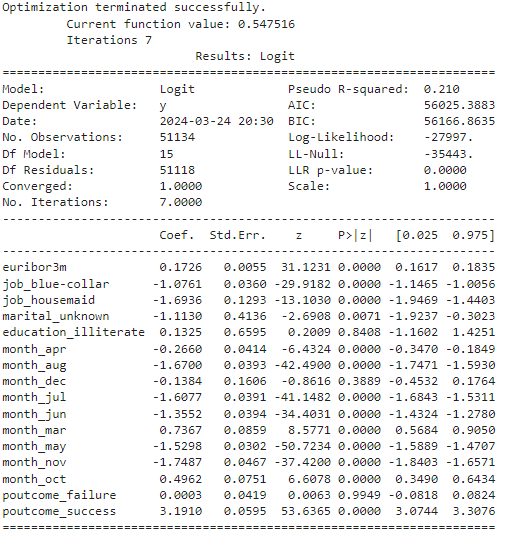 Optimization terminated successfully.
         Current function value: 0.547516
         Iterations 7
                           Results: Logit
=======================================================================
Model:                Logit             Pseudo R-squared:  0.210
Dependent Variable:   y                 AIC:               56025.3883
Date:                 2024-03-24 20:30  BIC:               56166.8635
No. Observations:     51134             Log-Likelihood:    -27997.
Df Model:             15                LL-Null:           -35443.
Df Residuals:         51118             LLR p-value:       0.0000
Converged:            1.0000            Scale:             1.0000
No. Iterations:       7.0000
-----------------------------------------------------------------------
                      Coef.  Std.Err.    z     P>|z|   [0.025  0.975]
-----------------------------------------------------------------------
euribor3m             0.1726   0.0055  31.1231 0.0000  0.1617  0.1835
job_blue-collar      -1.0761   0.0360 -29.9182 0.0000 -1.1465 -1.0056
job_housemaid        -1.6936   0.1293 -13.1030 0.0000 -1.9469 -1.4403
marital_unknown      -1.1130   0.4136  -2.6908 0.0071 -1.9237 -0.3023
education_illiterate  0.1325   0.6595   0.2009 0.8408 -1.1602  1.4251
month_apr            -0.2660   0.0414  -6.4324 0.0000 -0.3470 -0.1849
month_aug            -1.6700   0.0393 -42.4900 0.0000 -1.7471 -1.5930
month_dec            -0.1384   0.1606  -0.8616 0.3889 -0.4532  0.1764
month_jul            -1.6077   0.0391 -41.1482 0.0000 -1.6843 -1.5311
month_jun            -1.3552   0.0394 -34.4031 0.0000 -1.4324 -1.2780
month_mar             0.7367   0.0859   8.5771 0.0000  0.5684  0.9050
month_may            -1.5298   0.0302 -50.7234 0.0000 -1.5889 -1.4707
month_nov            -1.7487   0.0467 -37.4200 0.0000 -1.8403 -1.6571
month_oct             0.4962   0.0751   6.6078 0.0000  0.3490  0.6434
poutcome_failure      0.0003   0.0419   0.0063 0.9949 -0.0818  0.0824
poutcome_success      3.1910   0.0595  53.6365 0.0000  3.0744  3.3076
=======================================================================